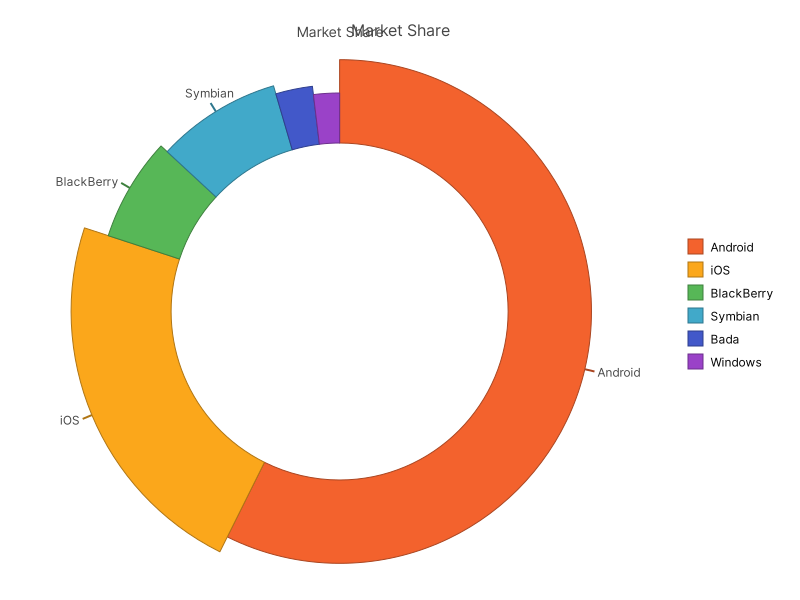 Market Share
Market Share
Symbian
BlackBerry
iOS
Android
Android
iOS
BlackBerry
Symbian
Bada
Windows